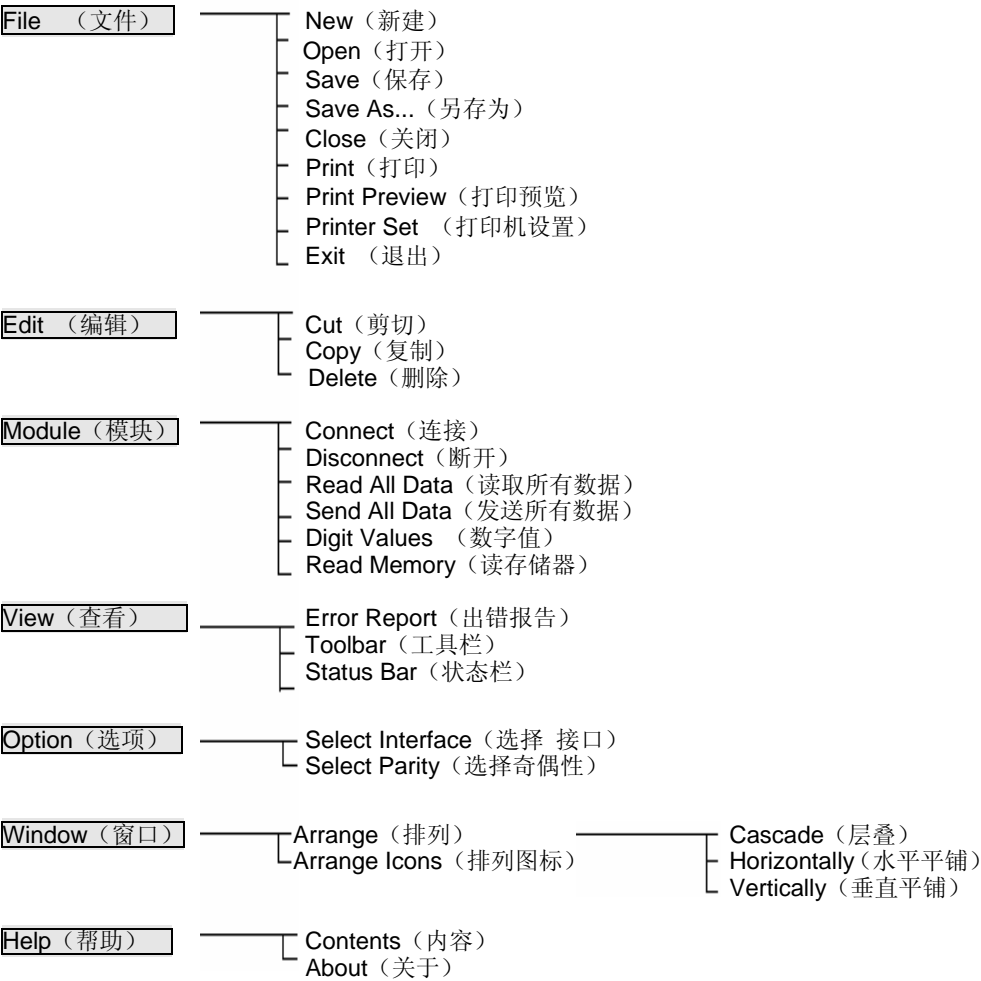 File （文件）
New（新建）
Open（打开）
Save（保存）
Save As...（另存为）
Close（关闭）
Print（打印）
Print Preview（打印预览）
Printer Set （打印机设置）
Exit （退出）
Edit （编辑）
Cut（剪切）
Copy（复制）
Delete（删除）
Module（模块）
Connect（连接）
Disconnect（断开）
Read All Data（读取所有数据）
Send All Data（发送所有数据）
Digit Values （数字值）
Read Memory（读存储器）
View（查看）
Error Report（出错报告）
Toolbar（工具栏）
Status Bar（状态栏）
Option（选项）
Select Interface（选择 接口）
Select Parity（选择奇偶性）
Window（窗口）
Arrange（排列）
Arrange Icons（排列图标）
Cascade（层叠）
Horizontally（水平平铺）
Vertically（垂直平铺）
Help（帮助）
Contents（内容）
About（关于）